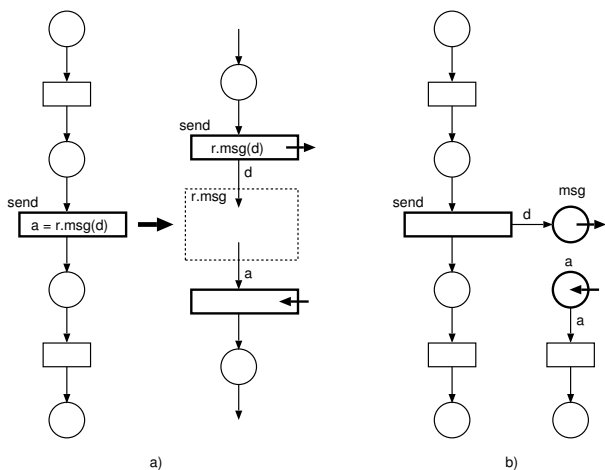 send
a = r.msg(d)
send
r.msg(d)
d
r.msg
a
a)
send
d
msg
a
a
b)